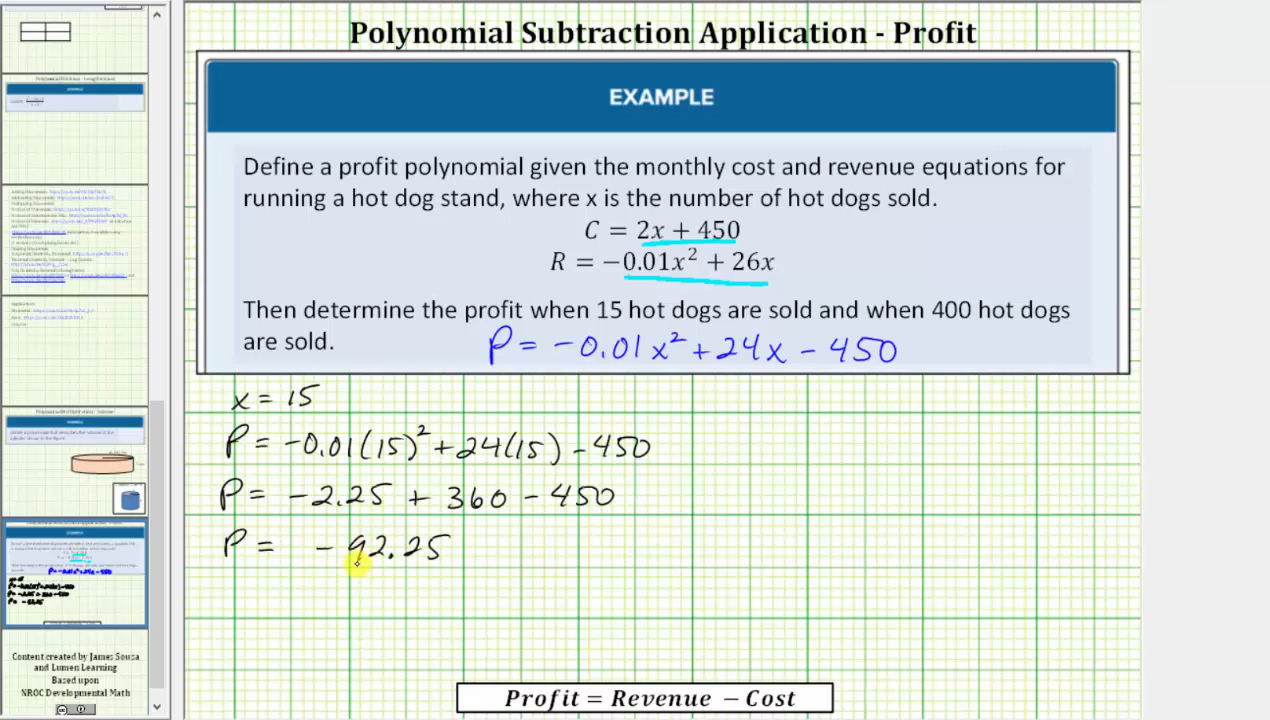 Polynomial Subtraction Application - Profit
EXAMPLE
Define a profit polynomial given the monthly cost and revenue equations for
running a hot dog stand, where x is the number of hot dogs sold.
C = 2x + 450
R = −0.01x² + 26x
Then determine the profit when 15 hot dogs are sold and when 400 hot dogs
are sold.
P = −0.01x² + 24x − 450
x = 15
P = −0.01(15)² + 24(15) − 450
P = −2.25 + 360 − 450
P = −92.25
Profit = Revenue − Cost
Content created by James Sousa
and Lumen Learning
Based upon
NROC Developmental Math